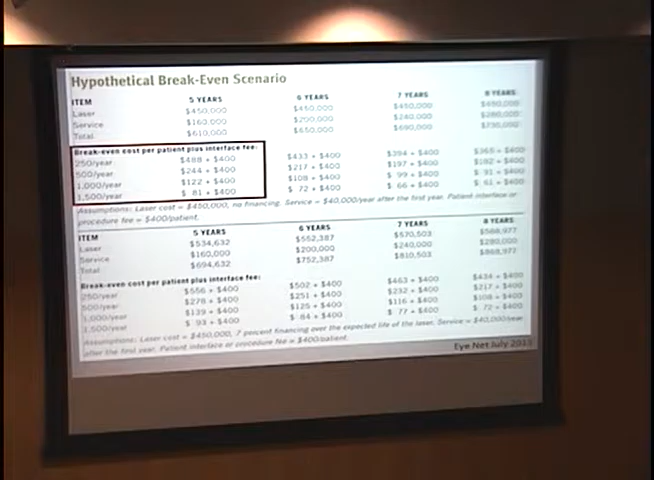 Hypothetical Break-Even Scenario
ITEM 5 YEARS 6 YEARS 7 YEARS 8 YEARS
Laser $450,000 $450,000 $450,000 $450,000
Service $160,000 $200,000 $240,000 $280,000
Total $610,000 $650,000 $690,000 $730,000
Break-even cost per patient plus interface fee:
250/year $488 + $400 $433 + $400 $394 + $400 $365 + $400
500/year $244 + $400 $217 + $400 $197 + $400 $182 + $400
1,000/year $122 + $400 $108 + $400 $ 99 + $400 $ 91 + $400
1,500/year $ 81 + $400 $ 72 + $400 $ 66 + $400 $ 61 + $400
Assumptions: Laser cost = $450,000, no financing. Service = $40,000/year after the first year. Patient interface or
procedure fee = $400/patient.
ITEM 5 YEARS 6 YEARS 7 YEARS 8 YEARS
Laser $534,632 $552,387 $570,503 $588,977
Service $160,000 $200,000 $240,000 $280,000
Total $694,632 $752,387 $810,503 $868,977
Break-even cost per patient plus interface fee:
250/year $556 + $400 $502 + $400 $463 + $400 $434 + $400
500/year $278 + $400 $251 + $400 $232 + $400 $217 + $400
1,000/year $139 + $400 $125 + $400 $116 + $400 $108 + $400
1,500/year $ 93 + $400 $ 84 + $400 $ 77 + $400 $ 72 + $400
Assumptions: Laser cost = $450,000, 7 percent financing over the expected life of the laser. Service = $40,000/year
after the first year. Patient interface or procedure fee = $400/patient.
Eye Net July